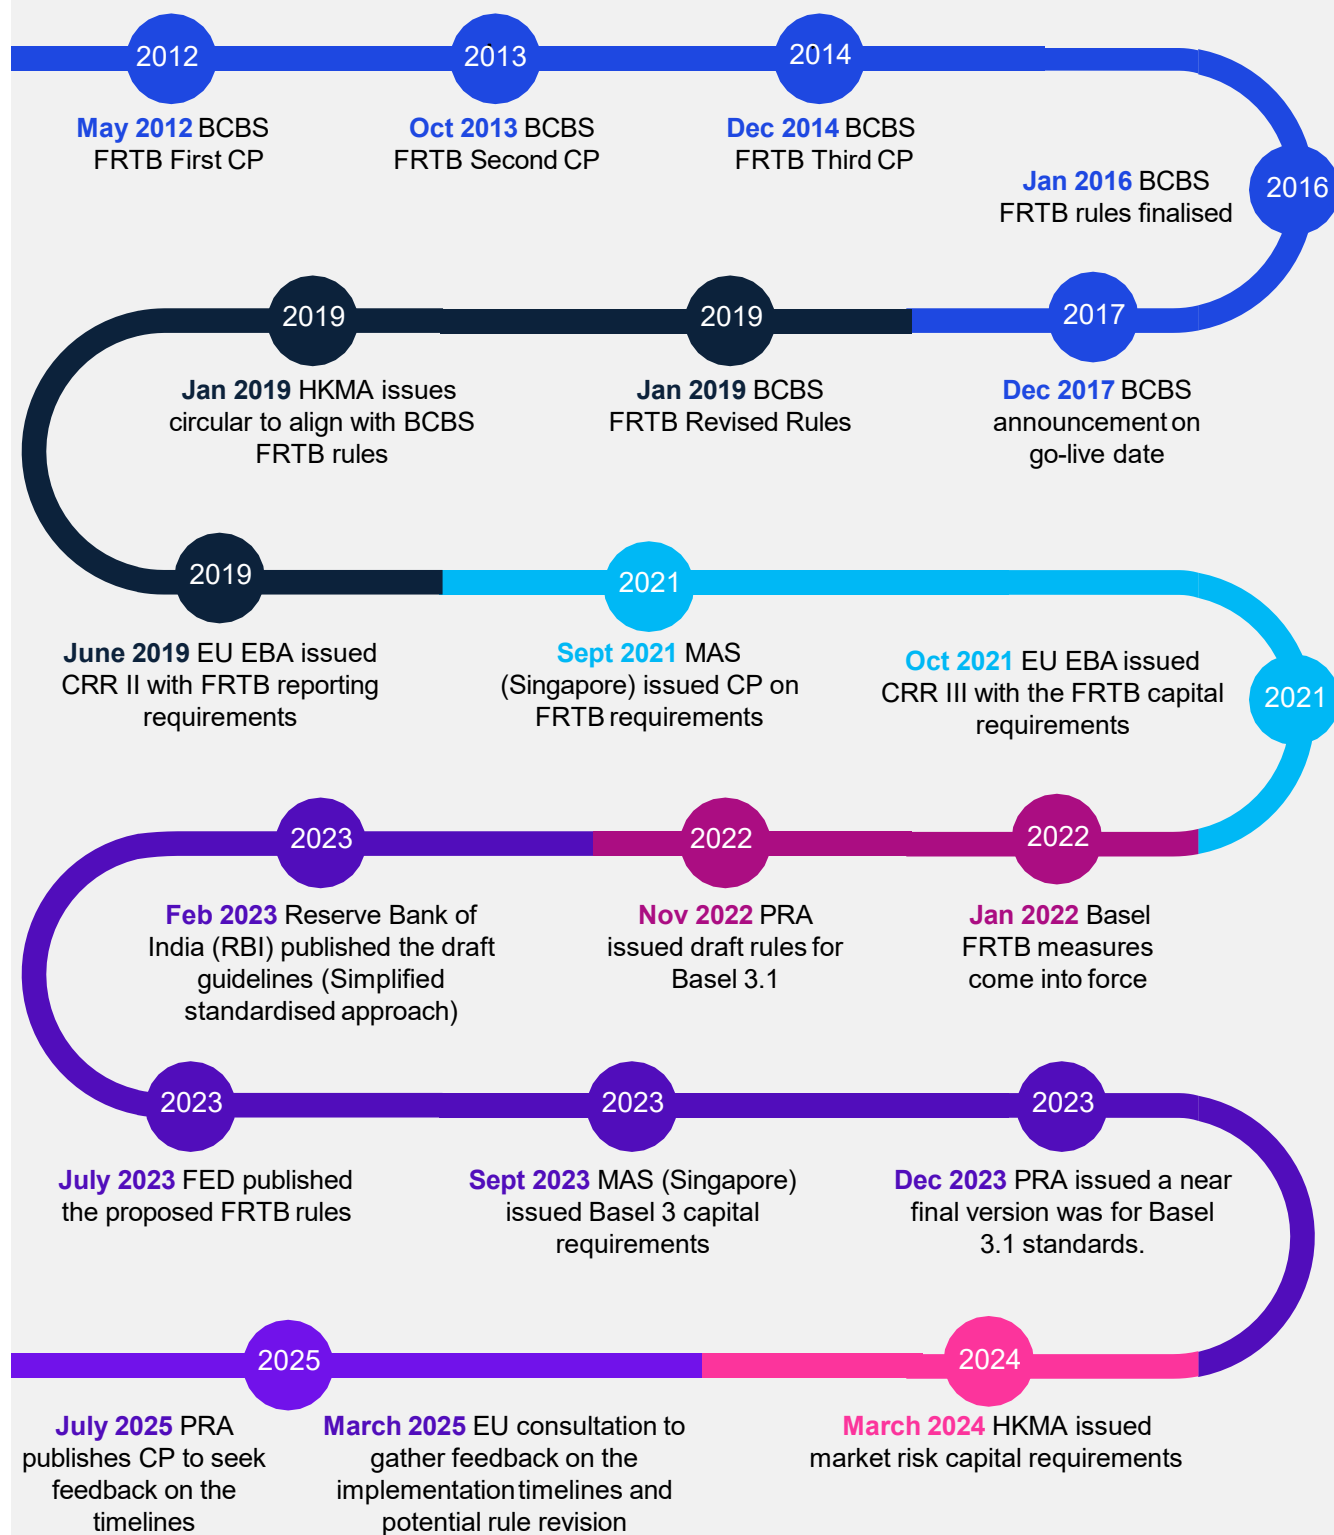 2012
2013
2014
May 2012 BCBS
FRTB First CP
Oct 2013 BCBS
FRTB Second CP
Dec 2014 BCBS
FRTB Third CP
2016
Jan 2016 BCBS
FRTB rules finalised
2017
Dec 2017 BCBS
announcement on
go-live date
2019
Jan 2019 BCBS
FRTB Revised Rules
2019
Jan 2019 HKMA issues
circular to align with BCBS
FRTB rules
2019
June 2019 EU EBA issued
CRR II with FRTB reporting
requirements
2021
Sept 2021 MAS
(Singapore) issued CP on
FRTB requirements
2021
Oct 2021 EU EBA issued
CRR III with the FRTB capital
requirements
2022
Jan 2022 Basel
FRTB measures
come into force
2022
Nov 2022 PRA
issued draft rules for
Basel 3.1
2023
Feb 2023 Reserve Bank of
India (RBI) published the draft
guidelines (Simplified
standardised approach)
2023
July 2023 FED published
the proposed FRTB rules
2023
Sept 2023 MAS (Singapore)
issued Basel 3 capital
requirements
2023
Dec 2023 PRA issued a near
final version was for Basel
3.1 standards.
2024
March 2024 HKMA issued
market risk capital requirements
2025
March 2025 EU consultation to
gather feedback on the
implementation timelines and
potential rule revision
July 2025 PRA
publishes CP to seek
feedback on the
timelines